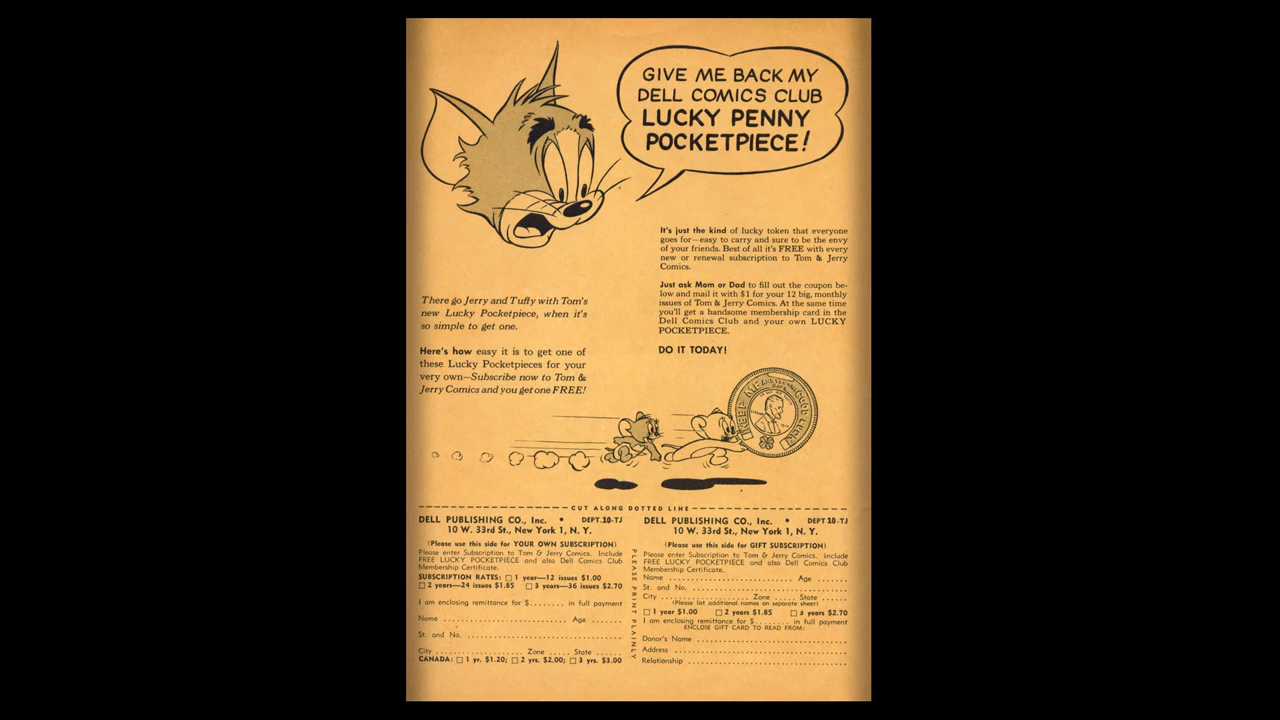 GIVE ME BACK MY
DELL COMICS CLUB
LUCKY PENNY
POCKETPIECE!
It's just the kind of lucky token that everyone
goes for—easy to carry and sure to be the envy
of your friends. Best of all it's FREE with every
new or renewal subscription to Tom & Jerry
Comics.
Just ask Mom or Dad to fill out the coupon be-
low and mail it with $1 for your 12 big, monthly
issues of Tom & Jerry Comics. At the same time
you'll get a handsome membership card in the
Dell Comics Club and your own LUCKY
POCKETPIECE.
DO IT TODAY!
There go Jerry and Tuffy with Tom's
new Lucky Pocketpiece, when it's
so simple to get one.
Here's how easy it is to get one of
these Lucky Pocketpieces for your
very own—Subscribe now to Tom &
Jerry Comics and you get one FREE!
KEEP ME GOOD LUCK
CUT ALONG DOTTED LINE
DELL PUBLISHING CO., Inc. • DEPT.10-TJ
10 W. 33rd St., New York 1, N. Y.
(Please use this side for YOUR OWN SUBSCRIPTION)
Please enter Subscription to Tom & Jerry Comics. Include
FREE LUCKY POCKETPIECE and also Dell Comics Club
Membership Certificate.
SUBSCRIPTION RATES: □ 1 year—12 issues $1.00
□ 2 years—24 issues $1.85 □ 3 years—36 issues $2.70
I am enclosing remittance for $........ in full payment
Name ........ Age ........
St. and No. ........
City ........ Zone ..... State ......
CANADA: □ 1 yr. $1.20; □ 2 yrs. $2.00; □ 3 yrs. $3.00
PLEASE PRINT PLAINLY
DELL PUBLISHING CO., Inc. • DEPT 10-TJ
10 W. 33rd St., New York 1, N. Y.
(Please use this side for GIFT SUBSCRIPTION)
Please enter Subscription to Tom & Jerry Comics. Include
FREE LUCKY POCKETPIECE and also Dell Comics Club
Membership Certificate.
Name ........ Age ........
St. and No. ........
City ........ Zone ..... State ......
(Please list additional names on separate sheet)
□ 1 year $1.00 □ 2 years $1.85 □ 3 years $2.70
I am enclosing remittance for $........ in full payment
ENCLOSE GIFT CARD TO READ FROM:
Donor's Name ........
Address ........
Relationship ........